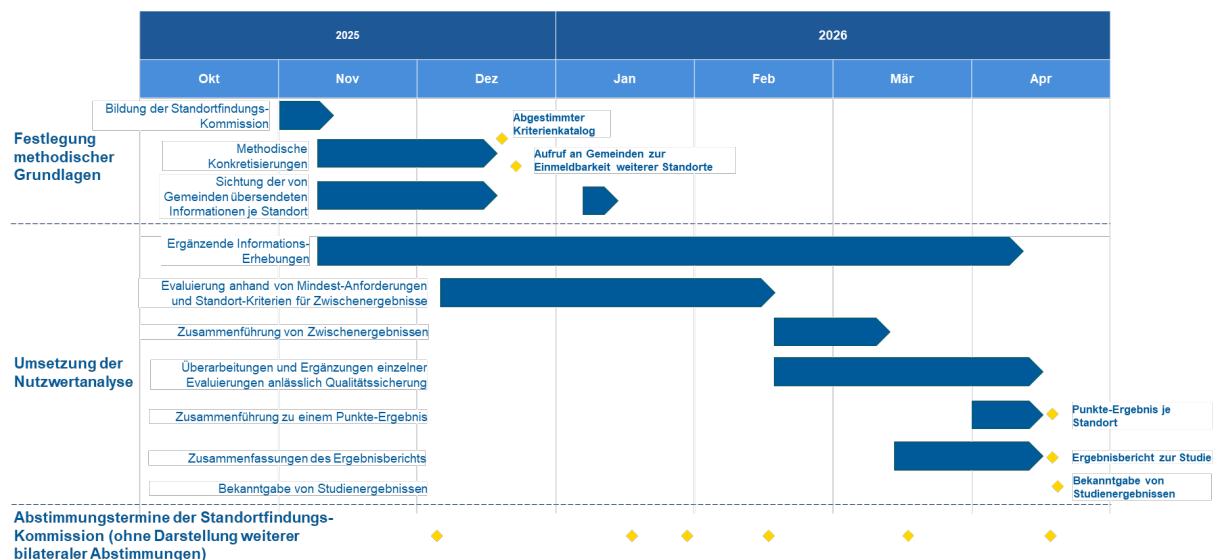 2025
2026
Okt
Nov
Dez
Jan
Feb
Mär
Apr
Festlegung
methodischer
Grundlagen
Bildung der Standortfindungs-
Kommission
Methodische
Konkretisierungen
Sichtung der von
Gemeinden übersendeten
Informationen je Standort
Abgestimmter
Kriterienkatalog
Aufruf an Gemeinden zur
Einmeldbarkeit weiterer Standorte
Umsetzung der
Nutzwertanalyse
Ergänzende Informations-
Erhebungen
Evaluierung anhand von Mindest-Anforderungen
und Standort-Kriterien für Zwischenergebnisse
Zusammenführung von Zwischenergebnissen
Überarbeitungen und Ergänzungen einzelner
Evaluierungen anlässlich Qualitätssicherung
Zusammenführung zu einem Punkte-Ergebnis
Punkte-Ergebnis je
Standort
Zusammenfassungen des Ergebnisberichts
Ergebnisbericht zur Studie
Bekanntgabe von Studienergebnissen
Bekanntgabe von
Studienergebnissen
Abstimmungstermine der Standortfindungs-
Kommission (ohne Darstellung weiterer
bilateraler Abstimmungen)